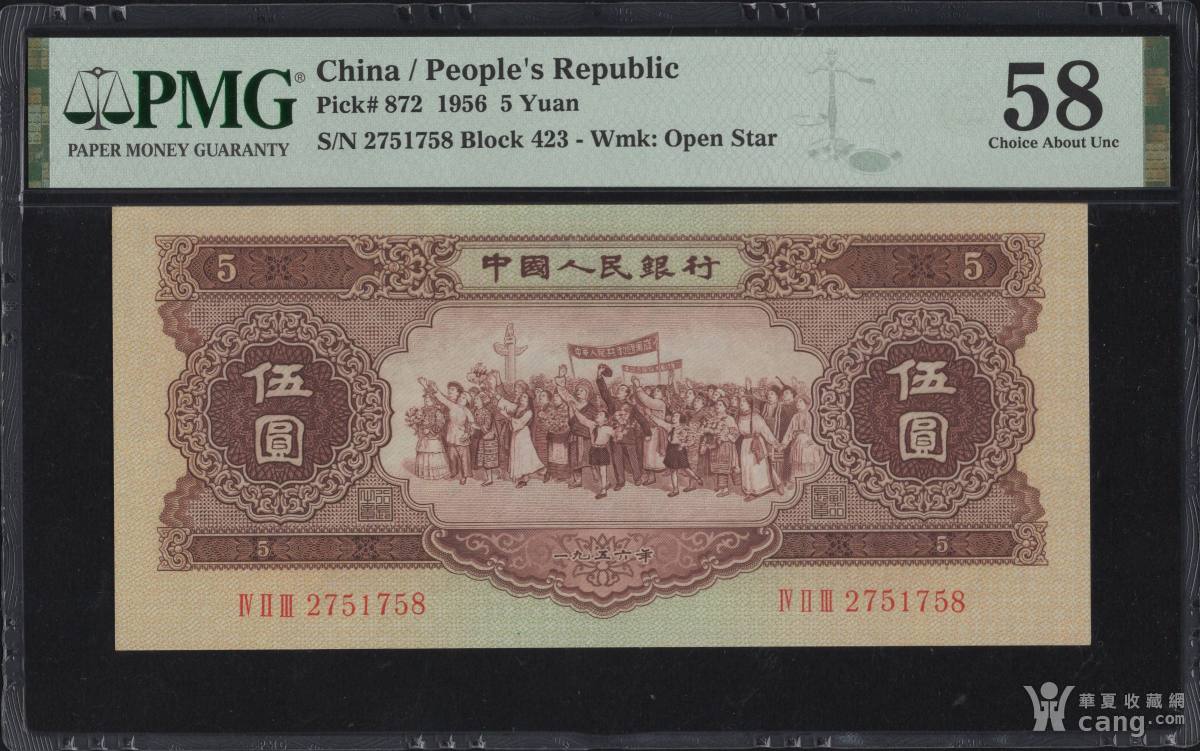 PMG®
PAPER MONEY GUARANTY
China / People's Republic
Pick# 872 1956 5 Yuan
S/N 2751758 Block 423 - Wmk: Open Star
58
Choice About Unc
5
中國人民銀行
5
伍圓
伍圓
5
一九五六年
5
Ⅳ Ⅱ Ⅲ 2751758
Ⅳ Ⅱ Ⅲ 2751758
華夏收藏網
cang.com